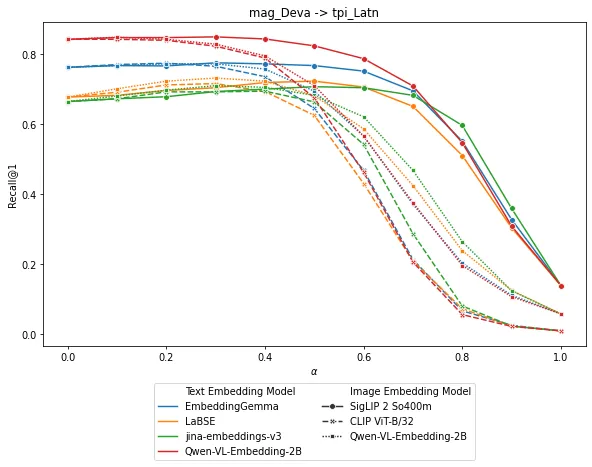 mag_Deva -> tpi_Latn
Recall@1
0.8
0.6
0.4
0.2
0.0
0.0 0.2 0.4 0.6 0.8 1.0
α
Text Embedding Model Image Embedding Model
EmbeddingGemma SigLIP 2 So400m
LaBSE CLIP ViT-B/32
jina-embeddings-v3 Qwen-VL-Embedding-2B
Qwen-VL-Embedding-2B